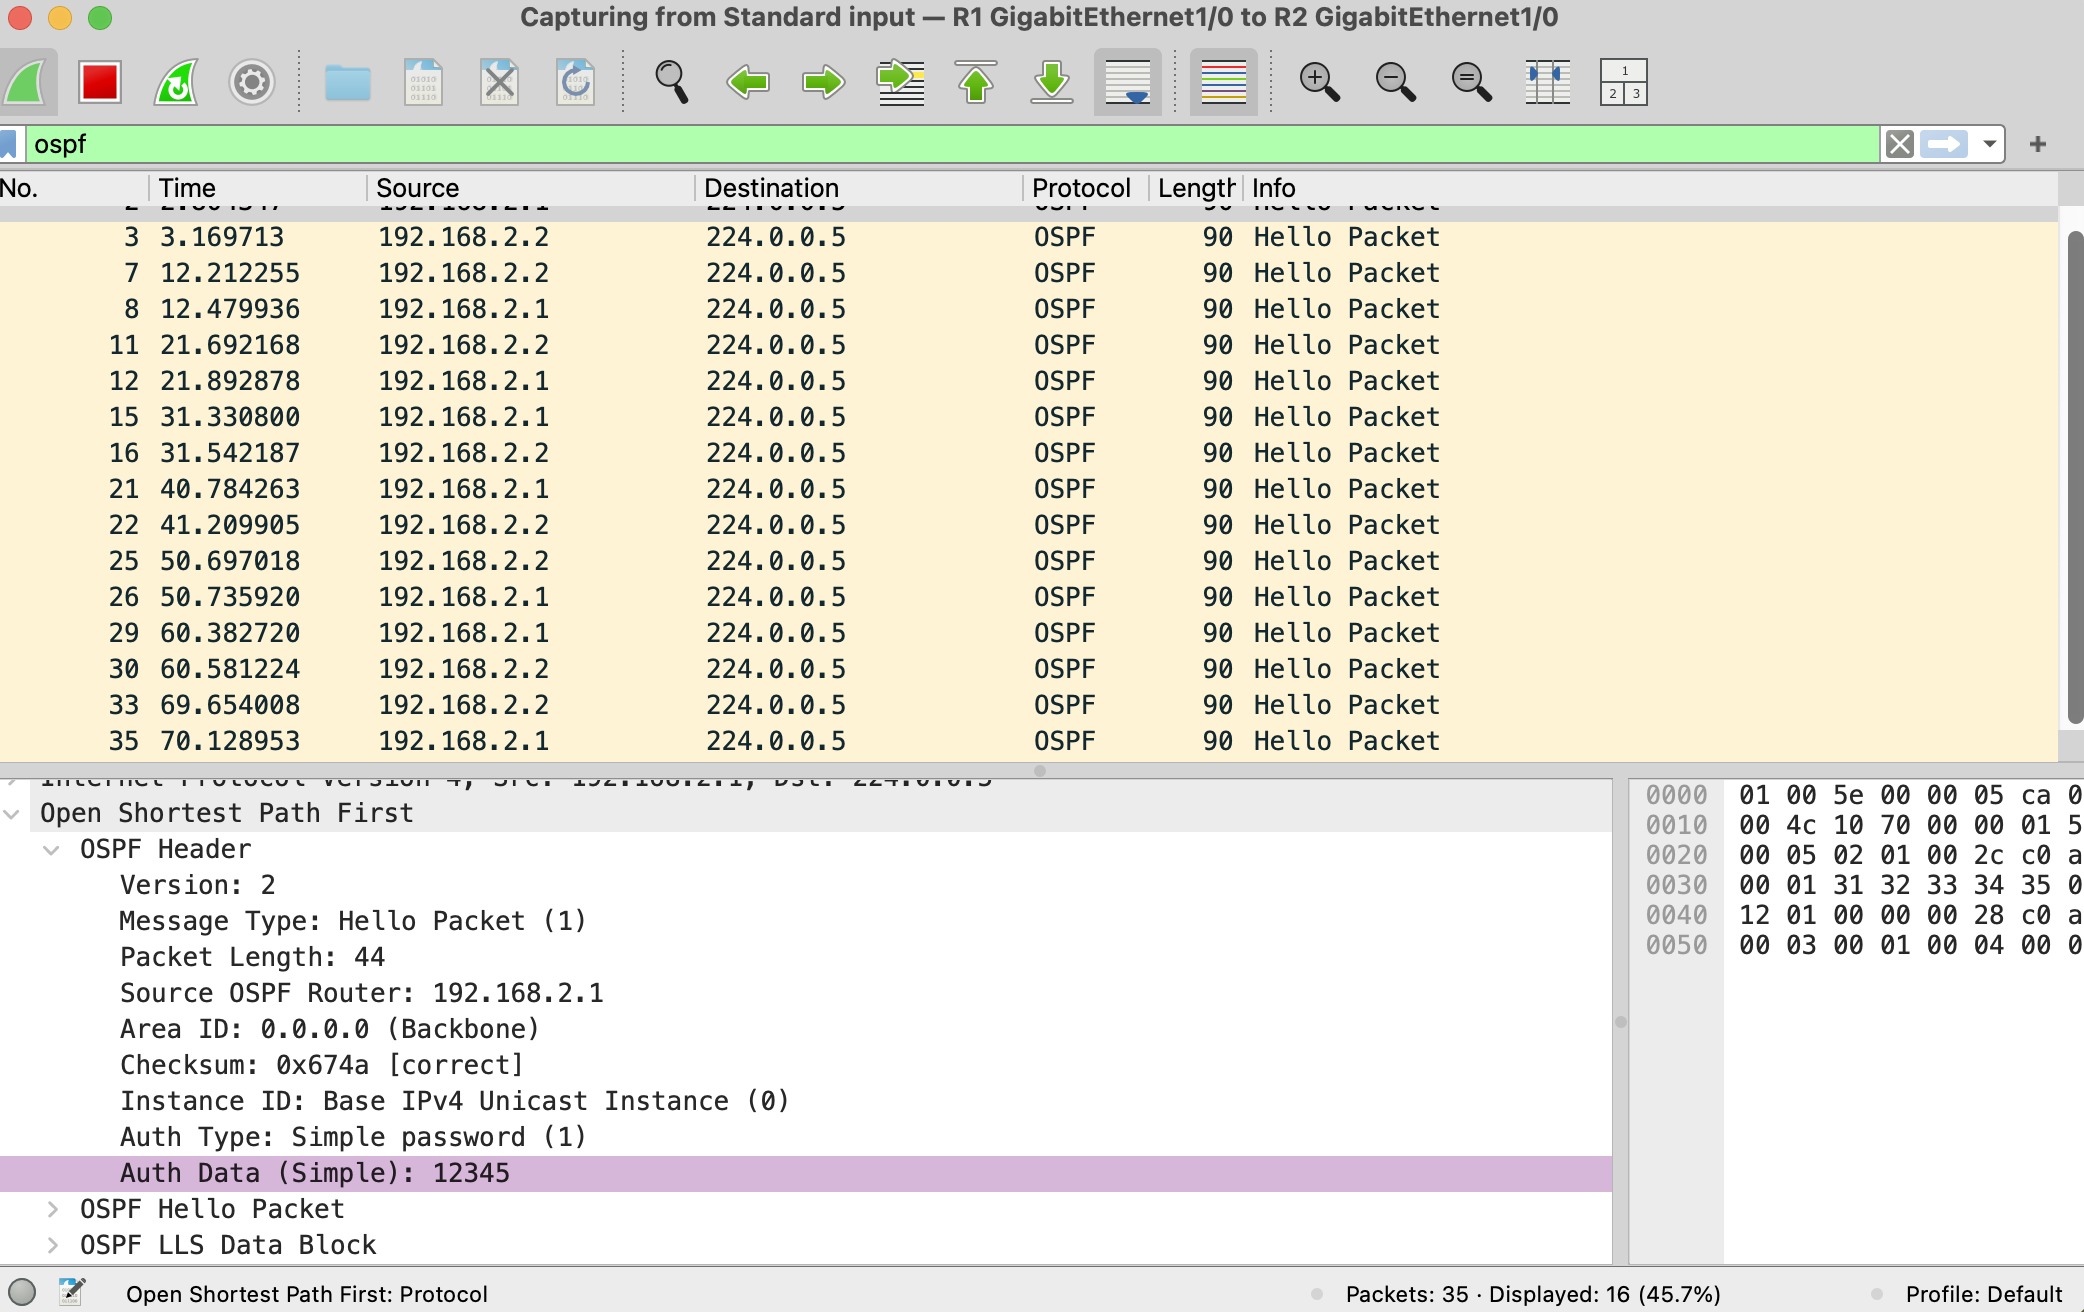 Capturing from Standard input — R1 GigabitEthernet1/0 to R2 GigabitEthernet1/0
1
2 3
ospf
No. Time Source Destination Protocol Length Info
3 3.169713 192.168.2.2 224.0.0.5 OSPF 90 Hello Packet
7 12.212255 192.168.2.2 224.0.0.5 OSPF 90 Hello Packet
8 12.479936 192.168.2.1 224.0.0.5 OSPF 90 Hello Packet
11 21.692168 192.168.2.2 224.0.0.5 OSPF 90 Hello Packet
12 21.892878 192.168.2.1 224.0.0.5 OSPF 90 Hello Packet
15 31.330800 192.168.2.1 224.0.0.5 OSPF 90 Hello Packet
16 31.542187 192.168.2.2 224.0.0.5 OSPF 90 Hello Packet
21 40.784263 192.168.2.1 224.0.0.5 OSPF 90 Hello Packet
22 41.209905 192.168.2.2 224.0.0.5 OSPF 90 Hello Packet
25 50.697018 192.168.2.2 224.0.0.5 OSPF 90 Hello Packet
26 50.735920 192.168.2.1 224.0.0.5 OSPF 90 Hello Packet
29 60.382720 192.168.2.1 224.0.0.5 OSPF 90 Hello Packet
30 60.581224 192.168.2.2 224.0.0.5 OSPF 90 Hello Packet
33 69.654008 192.168.2.2 224.0.0.5 OSPF 90 Hello Packet
35 70.128953 192.168.2.1 224.0.0.5 OSPF 90 Hello Packet
Internet Protocol Version 4, Src: 192.168.2.1, Dst: 224.0.0.5
Open Shortest Path First
OSPF Header
Version: 2
Message Type: Hello Packet (1)
Packet Length: 44
Source OSPF Router: 192.168.2.1
Area ID: 0.0.0.0 (Backbone)
Checksum: 0x674a [correct]
Instance ID: Base IPv4 Unicast Instance (0)
Auth Type: Simple password (1)
Auth Data (Simple): 12345
OSPF Hello Packet
OSPF LLS Data Block
0000 01 00 5e 00 00 05 ca 0
0010 00 4c 10 70 00 00 01 5
0020 00 05 02 01 00 2c c0 a
0030 00 01 31 32 33 34 35 0
0040 12 01 00 00 00 28 c0 a
0050 00 03 00 01 00 04 00 0
Open Shortest Path First: Protocol
Packets: 35 · Displayed: 16 (45.7%)
Profile: Default